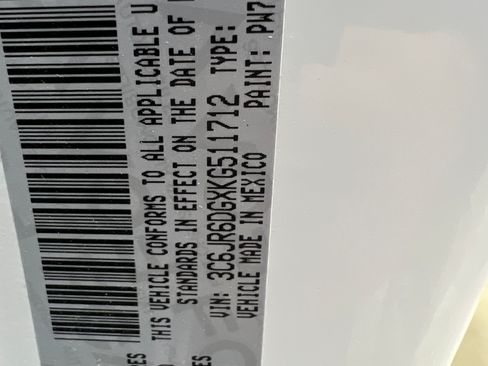 THIS VEHICLE CONFORMS TO ALL APPLICABLE U
STANDARDS IN EFFECT ON THE DATE OF
VIN: 3C6JR6DGXKG511712 TYPE:
VEHICLE MADE IN MEXICO PAINT: PW7